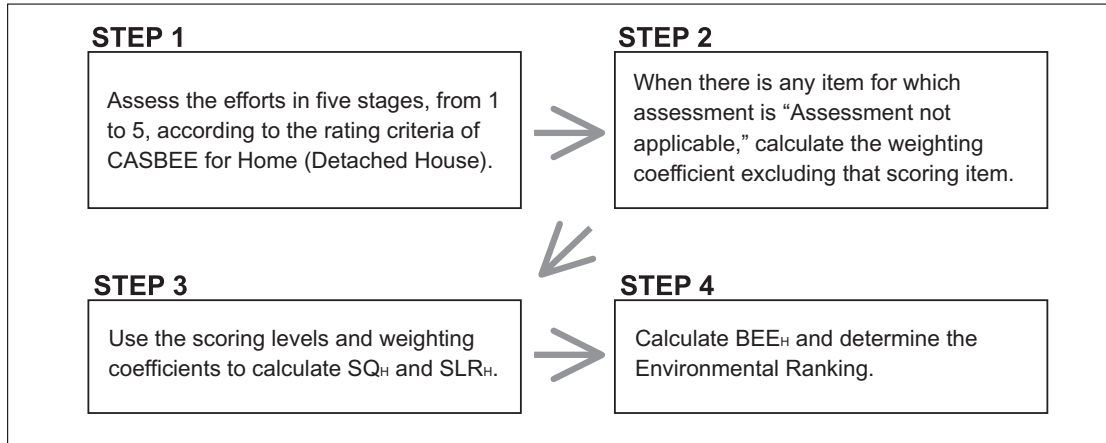 STEP 1
Assess the efforts in five stages, from 1
to 5, according to the rating criteria of
CASBEE for Home (Detached House).
STEP 2
When there is any item for which
assessment is “Assessment not
applicable,” calculate the weighting
coefficient excluding that scoring item.
STEP 3
Use the scoring levels and weighting
coefficients to calculate SQH and SLRH.
STEP 4
Calculate BEEH and determine the
Environmental Ranking.